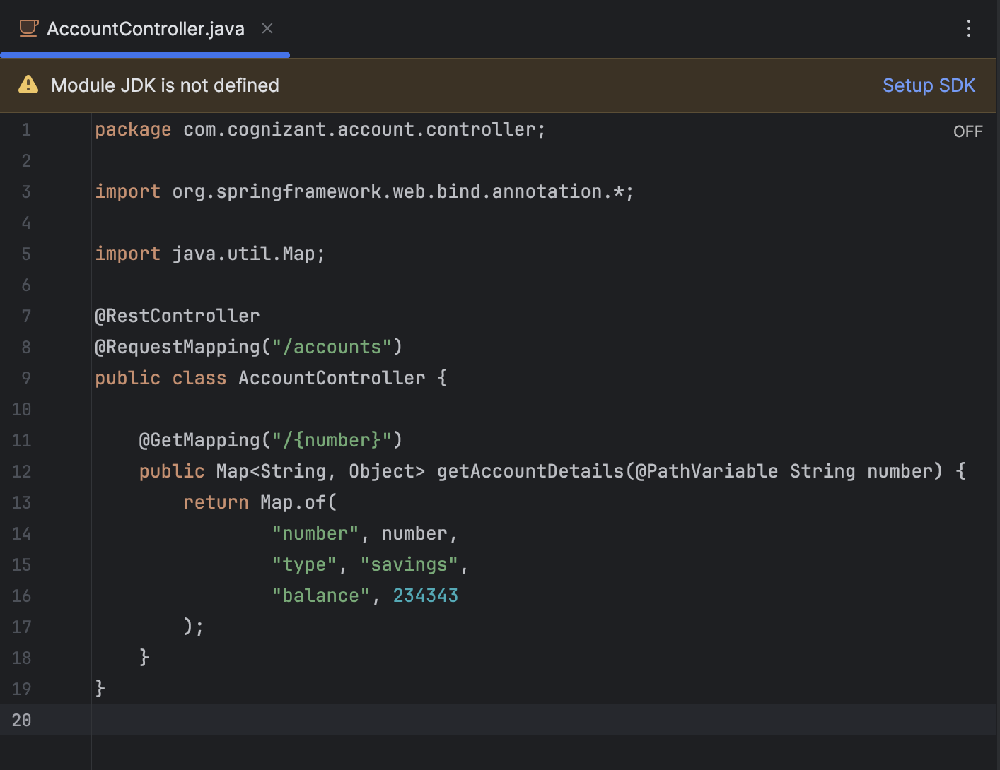 AccountController.java
Module JDK is not defined Setup SDK
OFF
1 package com.cognizant.account.controller;
2
3 import org.springframework.web.bind.annotation.*;
4
5 import java.util.Map;
6
7 @RestController
8 @RequestMapping("/accounts")
9 public class AccountController {
10
11     @GetMapping("/{number}")
12     public Map<String, Object> getAccountDetails(@PathVariable String number) {
13         return Map.of(
14                 "number", number,
15                 "type", "savings",
16                 "balance", 234343
17         );
18     }
19 }
20